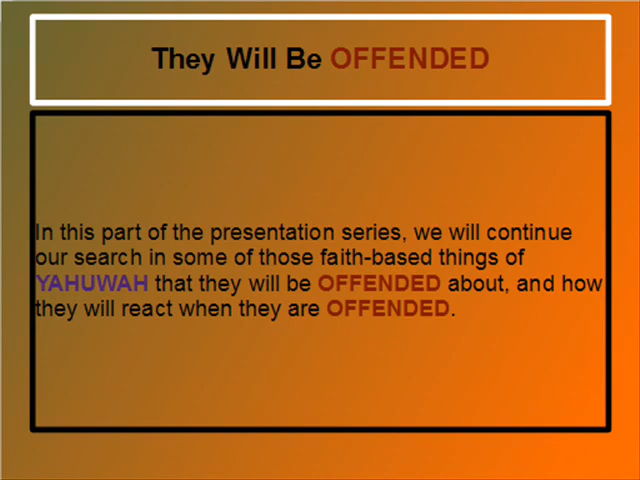 They Will Be OFFENDED
In this part of the presentation series, we will continue
our search in some of those faith-based things of
YAHUWAH that they will be OFFENDED about, and how
they will react when they are OFFENDED.